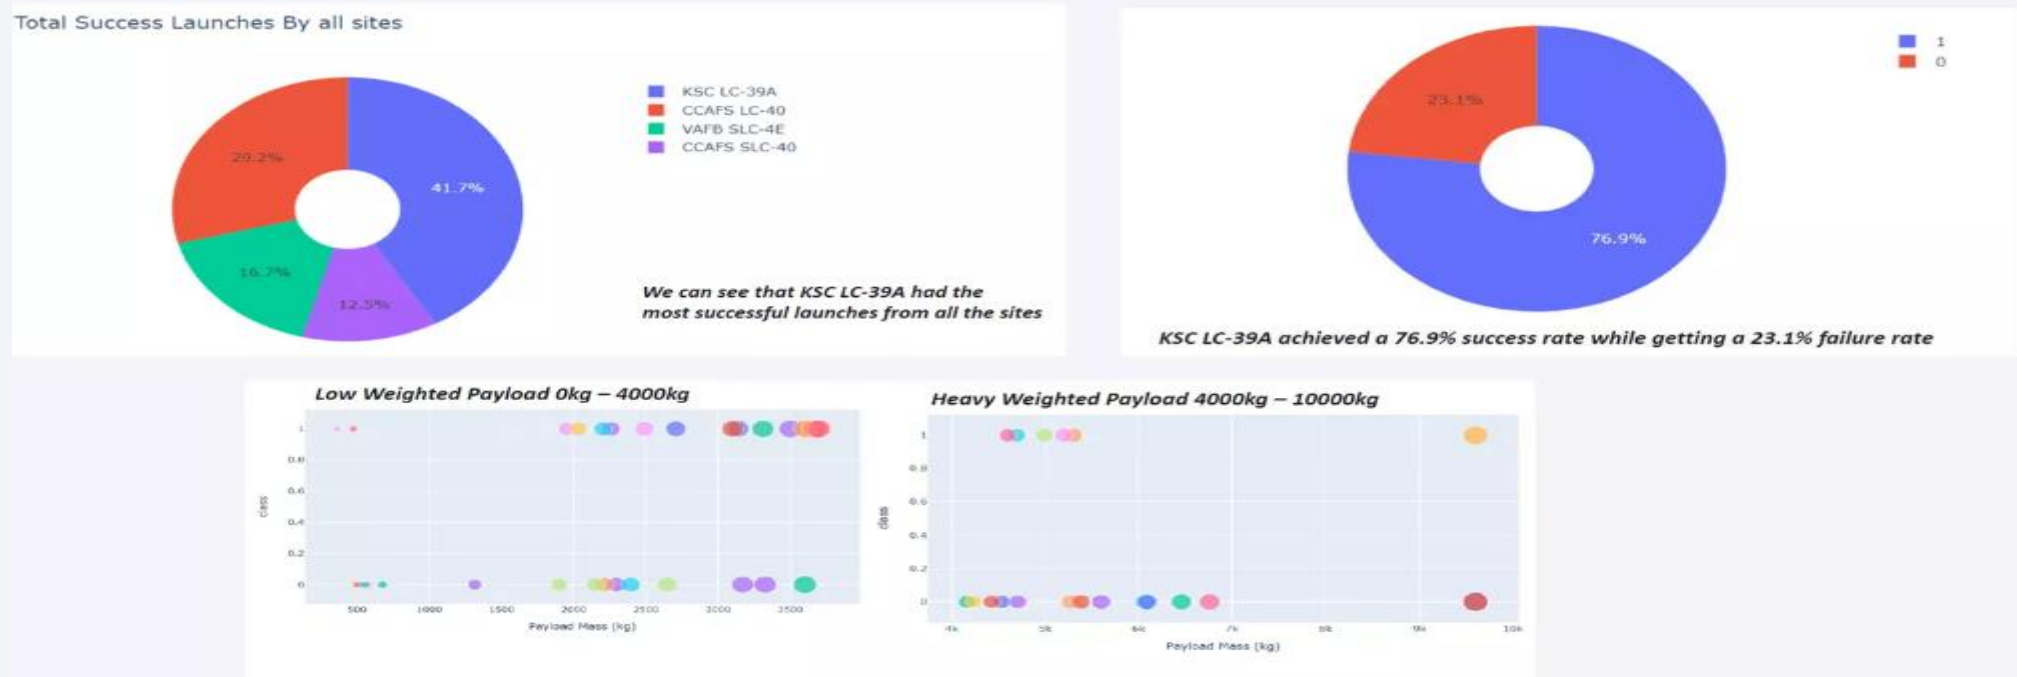 Total Success Launches By all sites
KSC LC-39A
CCAFS LC-40
VAFB SLC-4E
CCAFS SLC-40
29.2%
41.7%
16.7%
12.5%
We can see that KSC LC-39A had the
most successful launches from all the sites
1
0
23.1%
76.9%
KSC LC-39A achieved a 76.9% success rate while getting a 23.1% failure rate
Low Weighted Payload 0kg – 4000kg
1
0.8
0.6
0.4
0.2
0
class
500 1000 1500 2000 2500 3000 3500
Payload Mass (kg)
Heavy Weighted Payload 4000kg – 10000kg
1
0.8
0.6
0.4
0.2
0
class
4k 5k 6k 7k 8k 9k 10k
Payload Mass (kg)